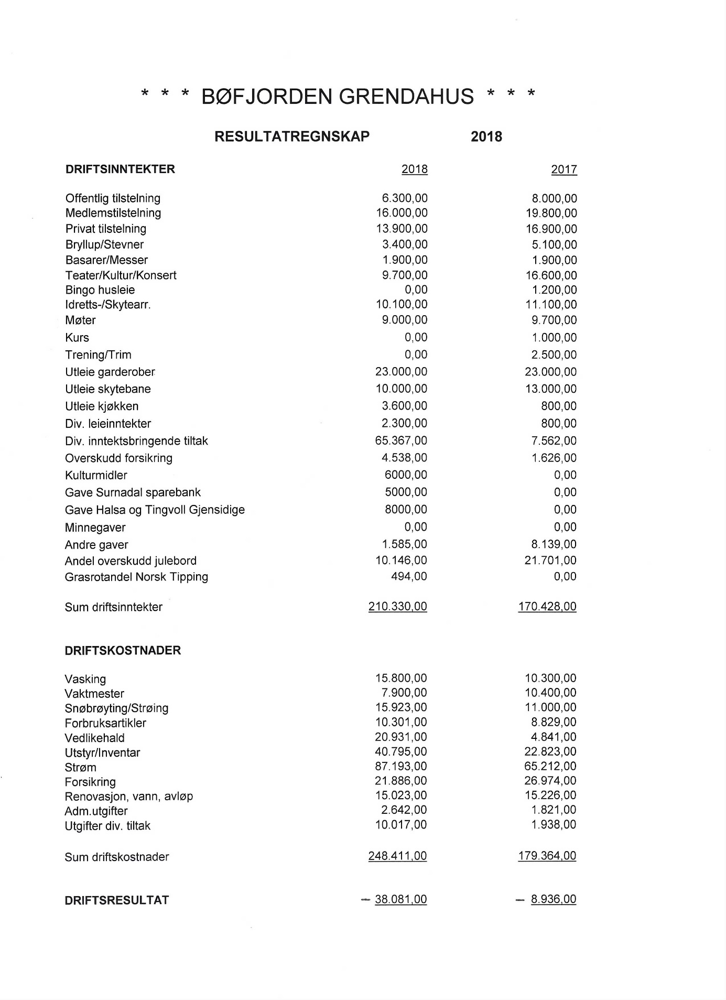 * * * BØFJORDEN GRENDAHUS * * *
RESULTATREGNSKAP 2018
DRIFTSINNTEKTER 2018 2017
Offentlig tilstelning 6.300,00 8.000,00
Medlemstilstelning 16.000,00 19.800,00
Privat tilstelning 13.900,00 16.900,00
Bryllup/Stevner 3.400,00 5.100,00
Basarer/Messer 1.900,00 1.900,00
Teater/Kultur/Konsert 9.700,00 16.600,00
Bingo husleie 0,00 1.200,00
Idretts-/Skytearr. 10.100,00 11.100,00
Møter 9.000,00 9.700,00
Kurs 0,00 1.000,00
Trening/Trim 0,00 2.500,00
Utleie garderober 23.000,00 23.000,00
Utleie skytebane 10.000,00 13.000,00
Utleie kjøkken 3.600,00 800,00
Div. leieinntekter 2.300,00 800,00
Div. inntektsbringende tiltak 65.367,00 7.562,00
Overskudd forsikring 4.538,00 1.626,00
Kulturmidler 6000,00 0,00
Gave Surnadal sparebank 5000,00 0,00
Gave Halsa og Tingvoll Gjensidige 8000,00 0,00
Minnegaver 0,00 0,00
Andre gaver 1.585,00 8.139,00
Andel overskudd julebord 10.146,00 21.701,00
Grasrotandel Norsk Tipping 494,00 0,00
Sum driftsinntekter 210.330,00 170.428,00
DRIFTSKOSTNADER
Vasking 15.800,00 10.300,00
Vaktmester 7.900,00 10.400,00
Snøbrøyting/Strøing 15.923,00 11.000,00
Forbruksartikler 10.301,00 8.829,00
Vedlikehald 20.931,00 4.841,00
Utstyr/Inventar 40.795,00 22.823,00
Strøm 87.193,00 65.212,00
Forsikring 21.886,00 26.974,00
Renovasjon, vann, avløp 15.023,00 15.226,00
Adm.utgifter 2.642,00 1.821,00
Utgifter div. tiltak 10.017,00 1.938,00
Sum driftskostnader 248.411,00 179.364,00
DRIFTSRESULTAT – 38.081,00 – 8.936,00